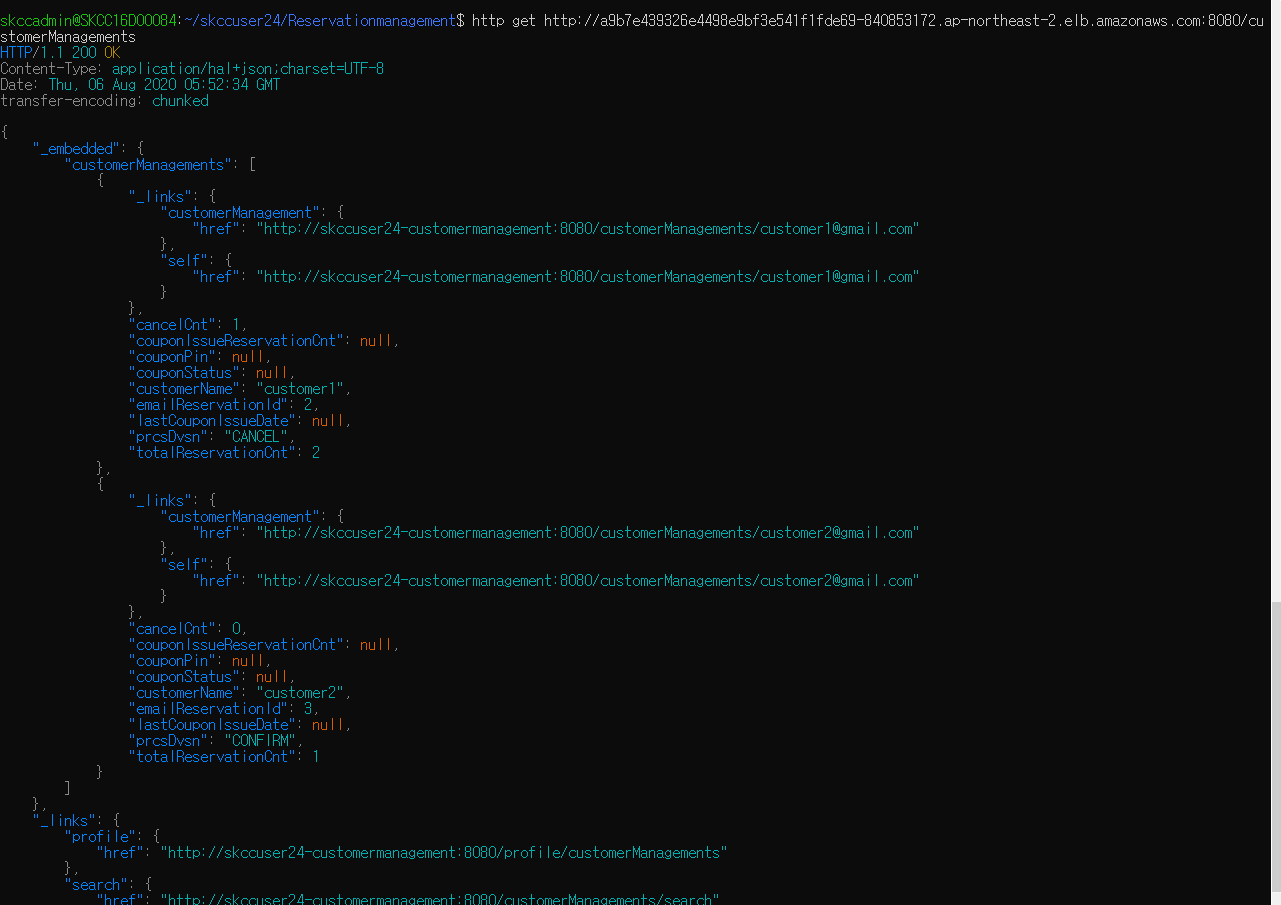 skccadmin@SKCC16D00084:~/skccuser24/Reservationmanagement$ http get http://a9b7e439326e4498e9bf3e541f1fde69-840853172.ap-northeast-2.elb.amazonaws.com:8080/cu
stomerManagements
HTTP/1.1 200 OK
Content-Type: application/hal+json;charset=UTF-8
Date: Thu, 06 Aug 2020 05:52:34 GMT
transfer-encoding: chunked
{
    "_embedded": {
        "customerManagements": [
            {
                "_links": {
                    "customerManagement": {
                        "href": "http://skccuser24-customermanagement:8080/customerManagements/customer1@gmail.com"
                    },
                    "self": {
                        "href": "http://skccuser24-customermanagement:8080/customerManagements/customer1@gmail.com"
                    }
                },
                "cancelCnt": 1,
                "couponIssueReservationCnt": null,
                "couponPin": null,
                "couponStatus": null,
                "customerName": "customer1",
                "emailReservationId": 2,
                "lastCouponIssueDate": null,
                "prcsDvsn": "CANCEL",
                "totalReservationCnt": 2
            },
            {
                "_links": {
                    "customerManagement": {
                        "href": "http://skccuser24-customermanagement:8080/customerManagements/customer2@gmail.com"
                    },
                    "self": {
                        "href": "http://skccuser24-customermanagement:8080/customerManagements/customer2@gmail.com"
                    }
                },
                "cancelCnt": 0,
                "couponIssueReservationCnt": null,
                "couponPin": null,
                "couponStatus": null,
                "customerName": "customer2",
                "emailReservationId": 3,
                "lastCouponIssueDate": null,
                "prcsDvsn": "CONFIRM",
                "totalReservationCnt": 1
            }
        ]
    },
    "_links": {
        "profile": {
            "href": "http://skccuser24-customermanagement:8080/profile/customerManagements"
        },
        "search": {
            "href": "http://skccuser24-customermanagement:8080/customerManagements/search"